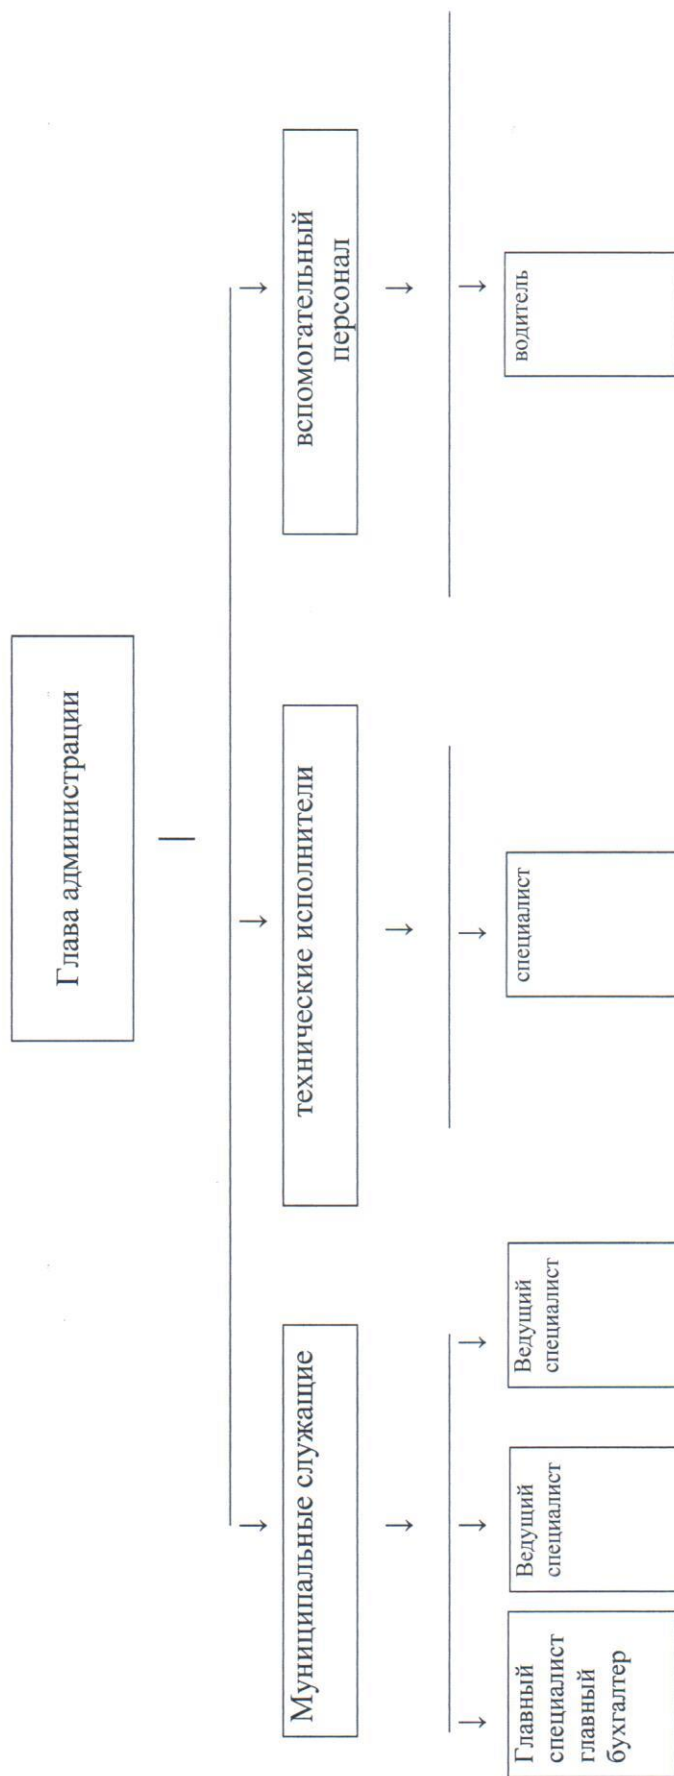 Глава администрации
Муниципальные служащие
технические исполнители
вспомогательный
персонал
Главный
специалист
главный
бухгалтер
Ведущий
специалист
Ведущий
специалист
специалист
водитель